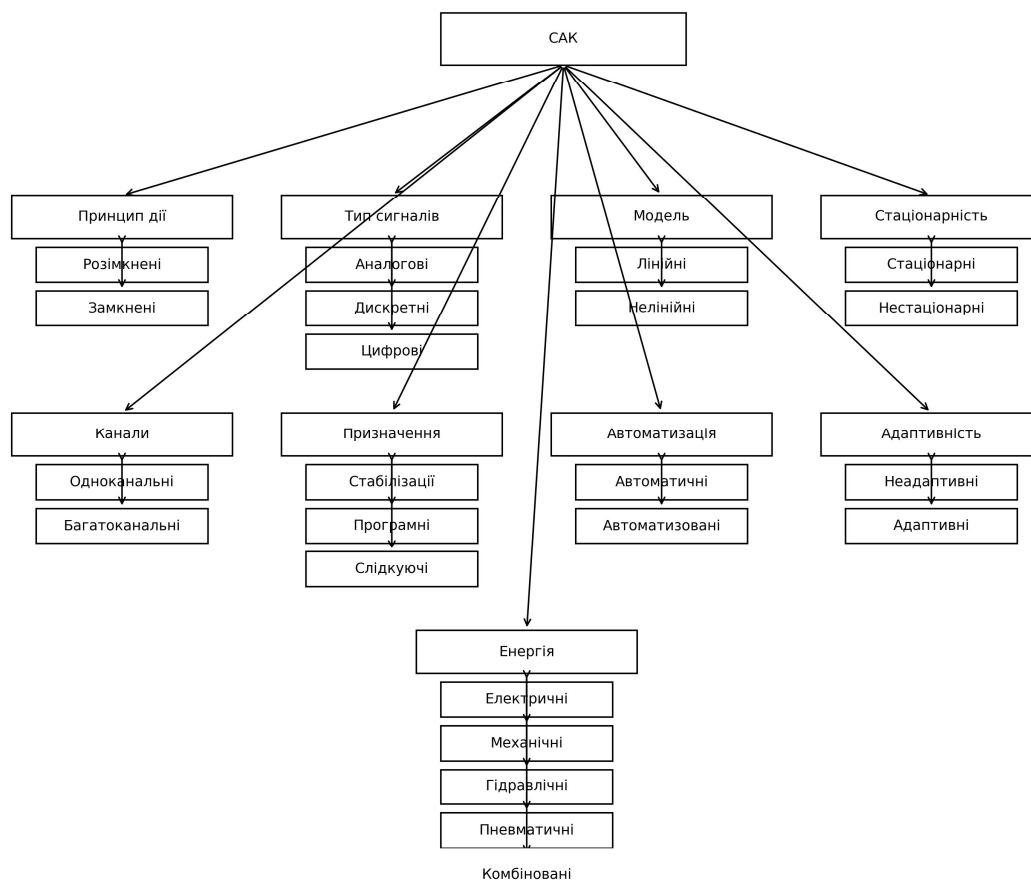 САК
Принцип дії
Розімкнені
Замкнені
Тип сигналів
Аналогові
Дискретні
Цифрові
Модель
Лінійні
Нелінійні
Стаціонарність
Стаціонарні
Нестаціонарні
Канали
Одноканальні
Багатоканальні
Призначення
Стабілізації
Програмні
Слідкуючі
Автоматизація
Автоматичні
Автоматизовані
Адаптивність
Неадаптивні
Адаптивні
Енергія
Електричні
Механічні
Гідравлічні
Пневматичні
Комбіновані